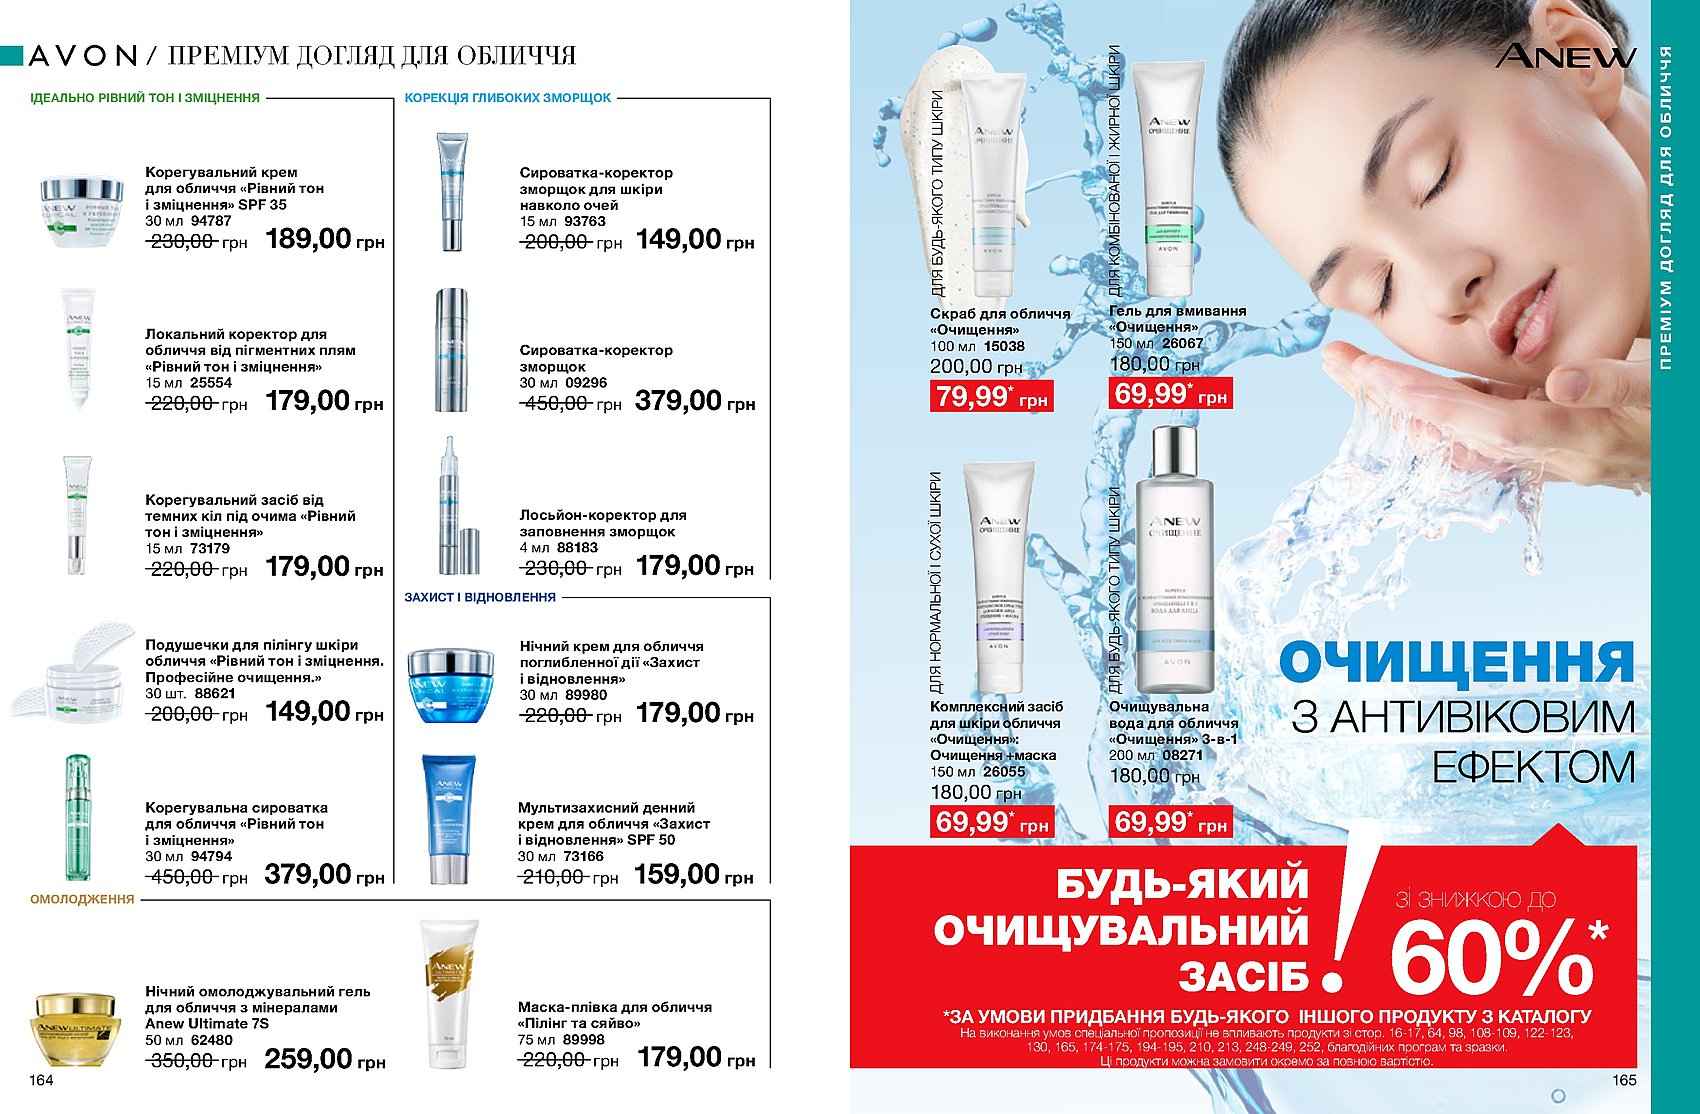 AVON / ПРЕМІУМ ДОГЛЯД ДЛЯ ОБЛИЧЧЯ
ІДЕАЛЬНО РІВНИЙ ТОН І ЗМІЦНЕННЯ
Корегувальний крем
для обличчя «Рівний тон
і зміцнення» SPF 35
30 мл 94787
230,00 грн 189,00 грн
Локальний коректор для
обличчя від пігментних плям
«Рівний тон і зміцнення»
15 мл 25554
220,00 грн 179,00 грн
Корегувальний засіб від
темних кіл під очима «Рівний
тон і зміцнення»
15 мл 73179
220,00 грн 179,00 грн
Подушечки для пілінгу шкіри
обличчя «Рівний тон і зміцнення.
Професійне очищення.»
30 шт. 88621
200,00 грн 149,00 грн
Корегувальна сироватка
для обличчя «Рівний тон
і зміцнення»
30 мл 94794
450,00 грн 379,00 грн
КОРЕКЦІЯ ГЛИБОКИХ ЗМОРЩОК
Сироватка-коректор
зморщок для шкіри
навколо очей
15 мл 93763
200,00 грн 149,00 грн
Сироватка-коректор
зморщок
30 мл 09296
450,00 грн 379,00 грн
Лосьйон-коректор для
заповнення зморщок
4 мл 88183
230,00 грн 179,00 грн
ЗАХИСТ І ВІДНОВЛЕННЯ
Нічний крем для обличчя
поглибленної дії «Захист
і відновлення»
30 мл 89980
220,00 грн 179,00 грн
Мультизахисний денний
крем для обличчя «Захист
і відновлення» SPF 50
30 мл 73166
210,00 грн 159,00 грн
ОМОЛОДЖЕННЯ
Нічний омолоджувальний гель
для обличчя з мінералами
Anew Ultimate 7S
50 мл 62480
350,00 грн 259,00 грн
Маска-плівка для обличчя
«Пілінг та сяйво»
75 мл 89998
220,00 грн 179,00 грн
164
ANEW
ПРЕМІУМ ДОГЛЯД ДЛЯ ОБЛИЧЧЯ
ДЛЯ БУДЬ-ЯКОГО ТИПУ ШКІРИ
ANEW
ОЧИЩЕНИЕ
AVON
Скраб для обличчя
«Очищення»
100 мл 15038
200,00 грн
79,99* грн
ДЛЯ КОМБІНОВАНОЇ І ЖИРНОЇ ШКІРИ
ANEW
ОЧИЩЕНИЕ
AVON
Гель для вмивання
«Очищення»
150 мл 26067
180,00 грн
69,99* грн
ДЛЯ НОРМАЛЬНОЇ І СУХОЇ ШКІРИ
ANEW
ОЧИЩЕНИЕ
AVON
Комплексний засіб
для шкіри обличчя
«Очищення»:
Очищення +маска
150 мл 26055
180,00 грн
69,99* грн
ДЛЯ БУДЬ-ЯКОГО ТИПУ ШКІРИ
ANEW
ОЧИЩЕНИЕ
AVON
Очищувальна
вода для обличчя
«Очищення» 3-в-1
200 мл 08271
180,00 грн
69,99* грн
ОЧИЩЕННЯ
З АНТИВІКОВИМ
ЕФЕКТОМ
БУДЬ-ЯКИЙ
ОЧИЩУВАЛЬНИЙ
ЗАСІБ!
ЗІ ЗНИЖКОЮ ДО
60%*
*ЗА УМОВИ ПРИДБАННЯ БУДЬ-ЯКОГО ІНШОГО ПРОДУКТУ З КАТАЛОГУ
На виконання умов спеціальної пропозиції не впливають продукти зі стор. 16-17, 64, 98, 108-109, 122-123,
130, 165, 174-175, 194-195, 210, 213, 248-249, 252, благодійних програм та зразки.
Ці продукти можна замовити окремо за повною вартістю.
165